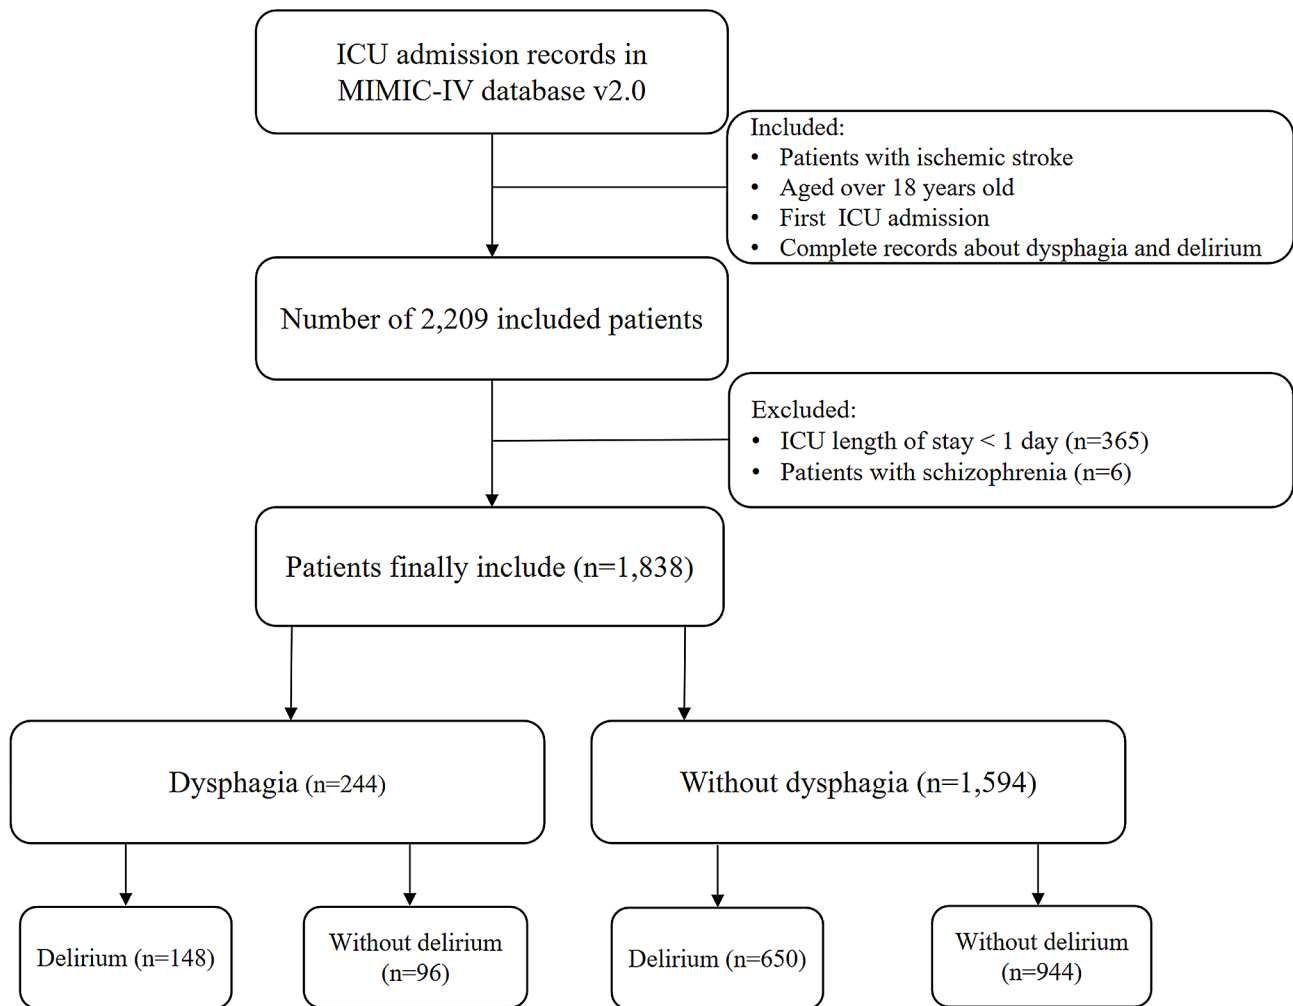 ICU admission records in
MIMIC-IV database v2.0
Included:
• Patients with ischemic stroke
• Aged over 18 years old
• First ICU admission
• Complete records about dysphagia and delirium
Number of 2,209 included patients
Excluded:
• ICU length of stay < 1 day (n=365)
• Patients with schizophrenia (n=6)
Patients finally include (n=1,838)
Dysphagia (n=244)
Without dysphagia (n=1,594)
Delirium (n=148)
Without delirium
(n=96)
Delirium (n=650)
Without delirium
(n=944)